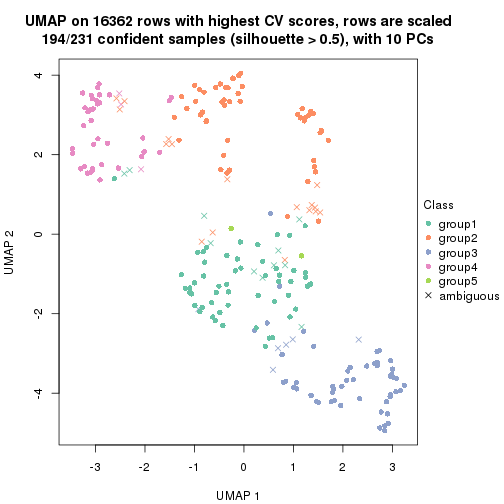 UMAP on 16362 rows with highest CV scores, rows are scaled
194/231 confident samples (silhouette > 0.5), with 10 PCs
4
2
0
-2
-4
UMAP 2
-3
-2
-1
0
1
2
3
UMAP 1
Class
group1
group2
group3
group4
group5
ambiguous